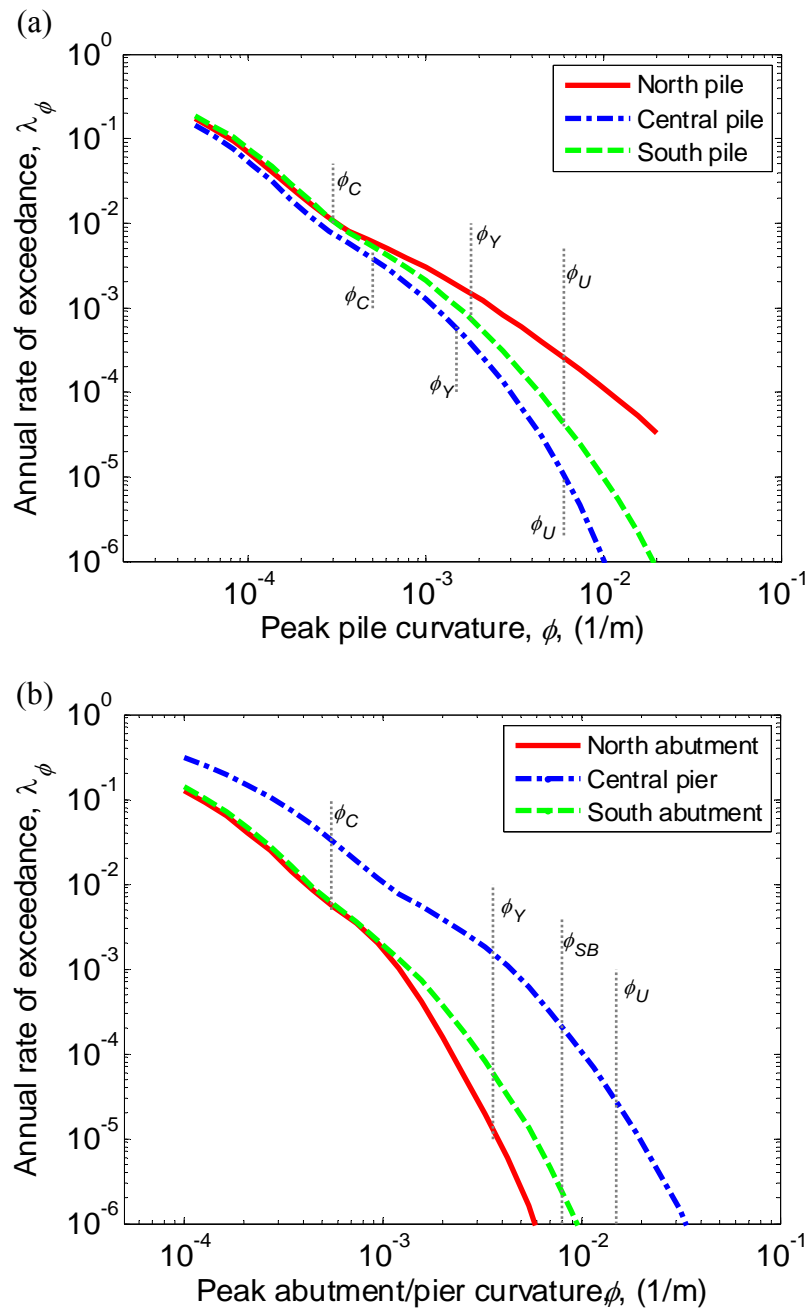 (a)
10^0
10^-1
10^-2
10^-3
10^-4
10^-5
10^-6
Annual rate of exceedance, λ_ϕ
North pile
Central pile
South pile
ϕ_C
ϕ_Y
ϕ_U
ϕ_C
ϕ_Y
ϕ_U
10^-4
10^-3
10^-2
10^-1
Peak pile curvature, ϕ, (1/m)
(b)
10^0
10^-1
10^-2
10^-3
10^-4
10^-5
10^-6
Annual rate of exceedance, λ_ϕ
North abutment
Central pier
South abutment
ϕ_C
ϕ_Y
ϕ_SB
ϕ_U
10^-4
10^-3
10^-2
10^-1
Peak abutment/pier curvature,ϕ, (1/m)